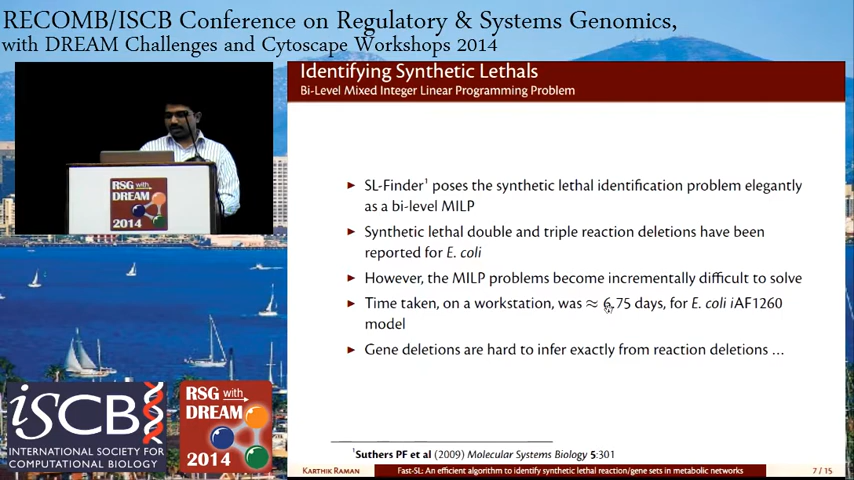 RECOMB/ISCB Conference on Regulatory & Systems Genomics,
with DREAM Challenges and Cytoscape Workshops 2014
Identifying Synthetic Lethals
Bi-Level Mixed Integer Linear Programming Problem
► SL-Finder¹ poses the synthetic lethal identification problem elegantly
as a bi-level MILP
► Synthetic lethal double and triple reaction deletions have been
reported for E. coli
► However, the MILP problems become incrementally difficult to solve
► Time taken, on a workstation, was ≈ 6.75 days, for E. coli iAF1260
model
► Gene deletions are hard to infer exactly from reaction deletions ...
¹Suthers PF et al (2009) Molecular Systems Biology 5:301
KARTHIK RAMAN
Fast-SL: An efficient algorithm to identify synthetic lethal reaction/gene sets in metabolic networks
7 / 15
RSG with
DREAM
2014
iSCB
INTERNATIONAL SOCIETY FOR
COMPUTATIONAL BIOLOGY
RSG with
DREAM
2014